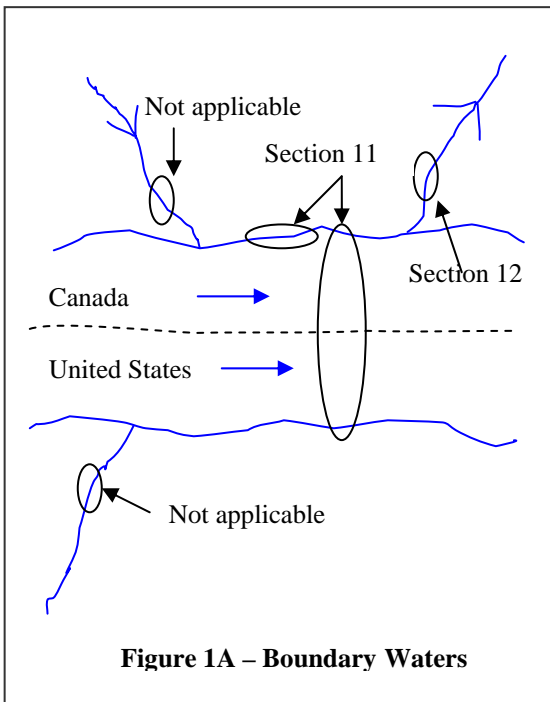 Not applicable
Section 11
Section 12
Canada
United States
Not applicable
Figure 1A – Boundary Waters